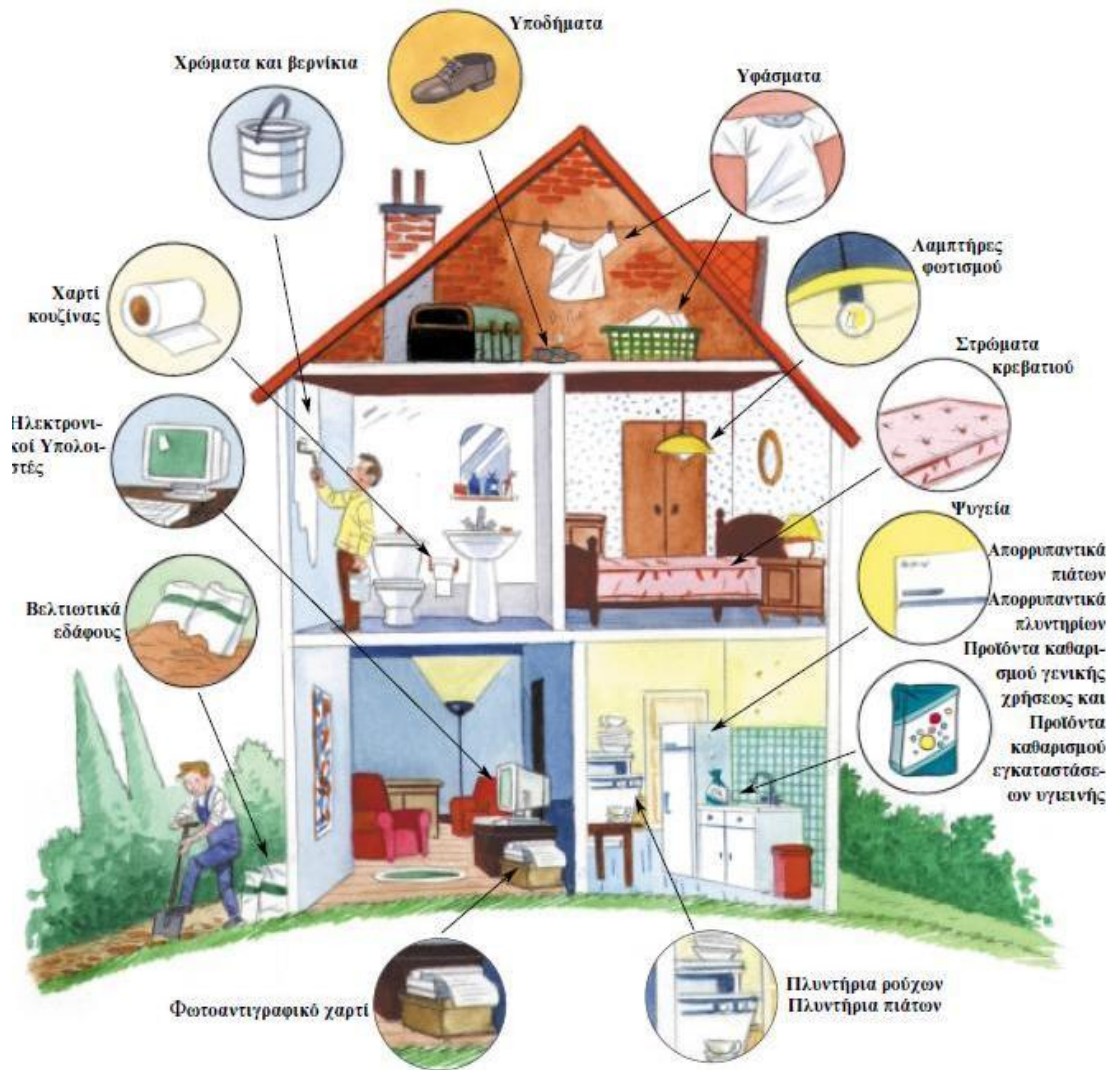 Υποδήματα
Χρώματα και βερνίκια
Υφάσματα
Λαμπτήρες
φωτισμού
Χαρτί
κουζίνας
Στρώματα
κρεβατιού
Ηλεκτρονι-
κοί Υπολοι-
στές
Ψυγεία
Απορρυπαντικά
πιάτων
Απορρυπαντικά
πλυντηρίων
Προϊόντα καθαρι-
σμού γενικής
χρήσεως και
Προϊόντα
καθαρισμού
εγκαταστάσε-
ων υγιεινής
Βελτιωτικά
εδάφους
Φωτοαντιγραφικό χαρτί
Πλυντήρια ρούχων
Πλυντήρια πιάτων